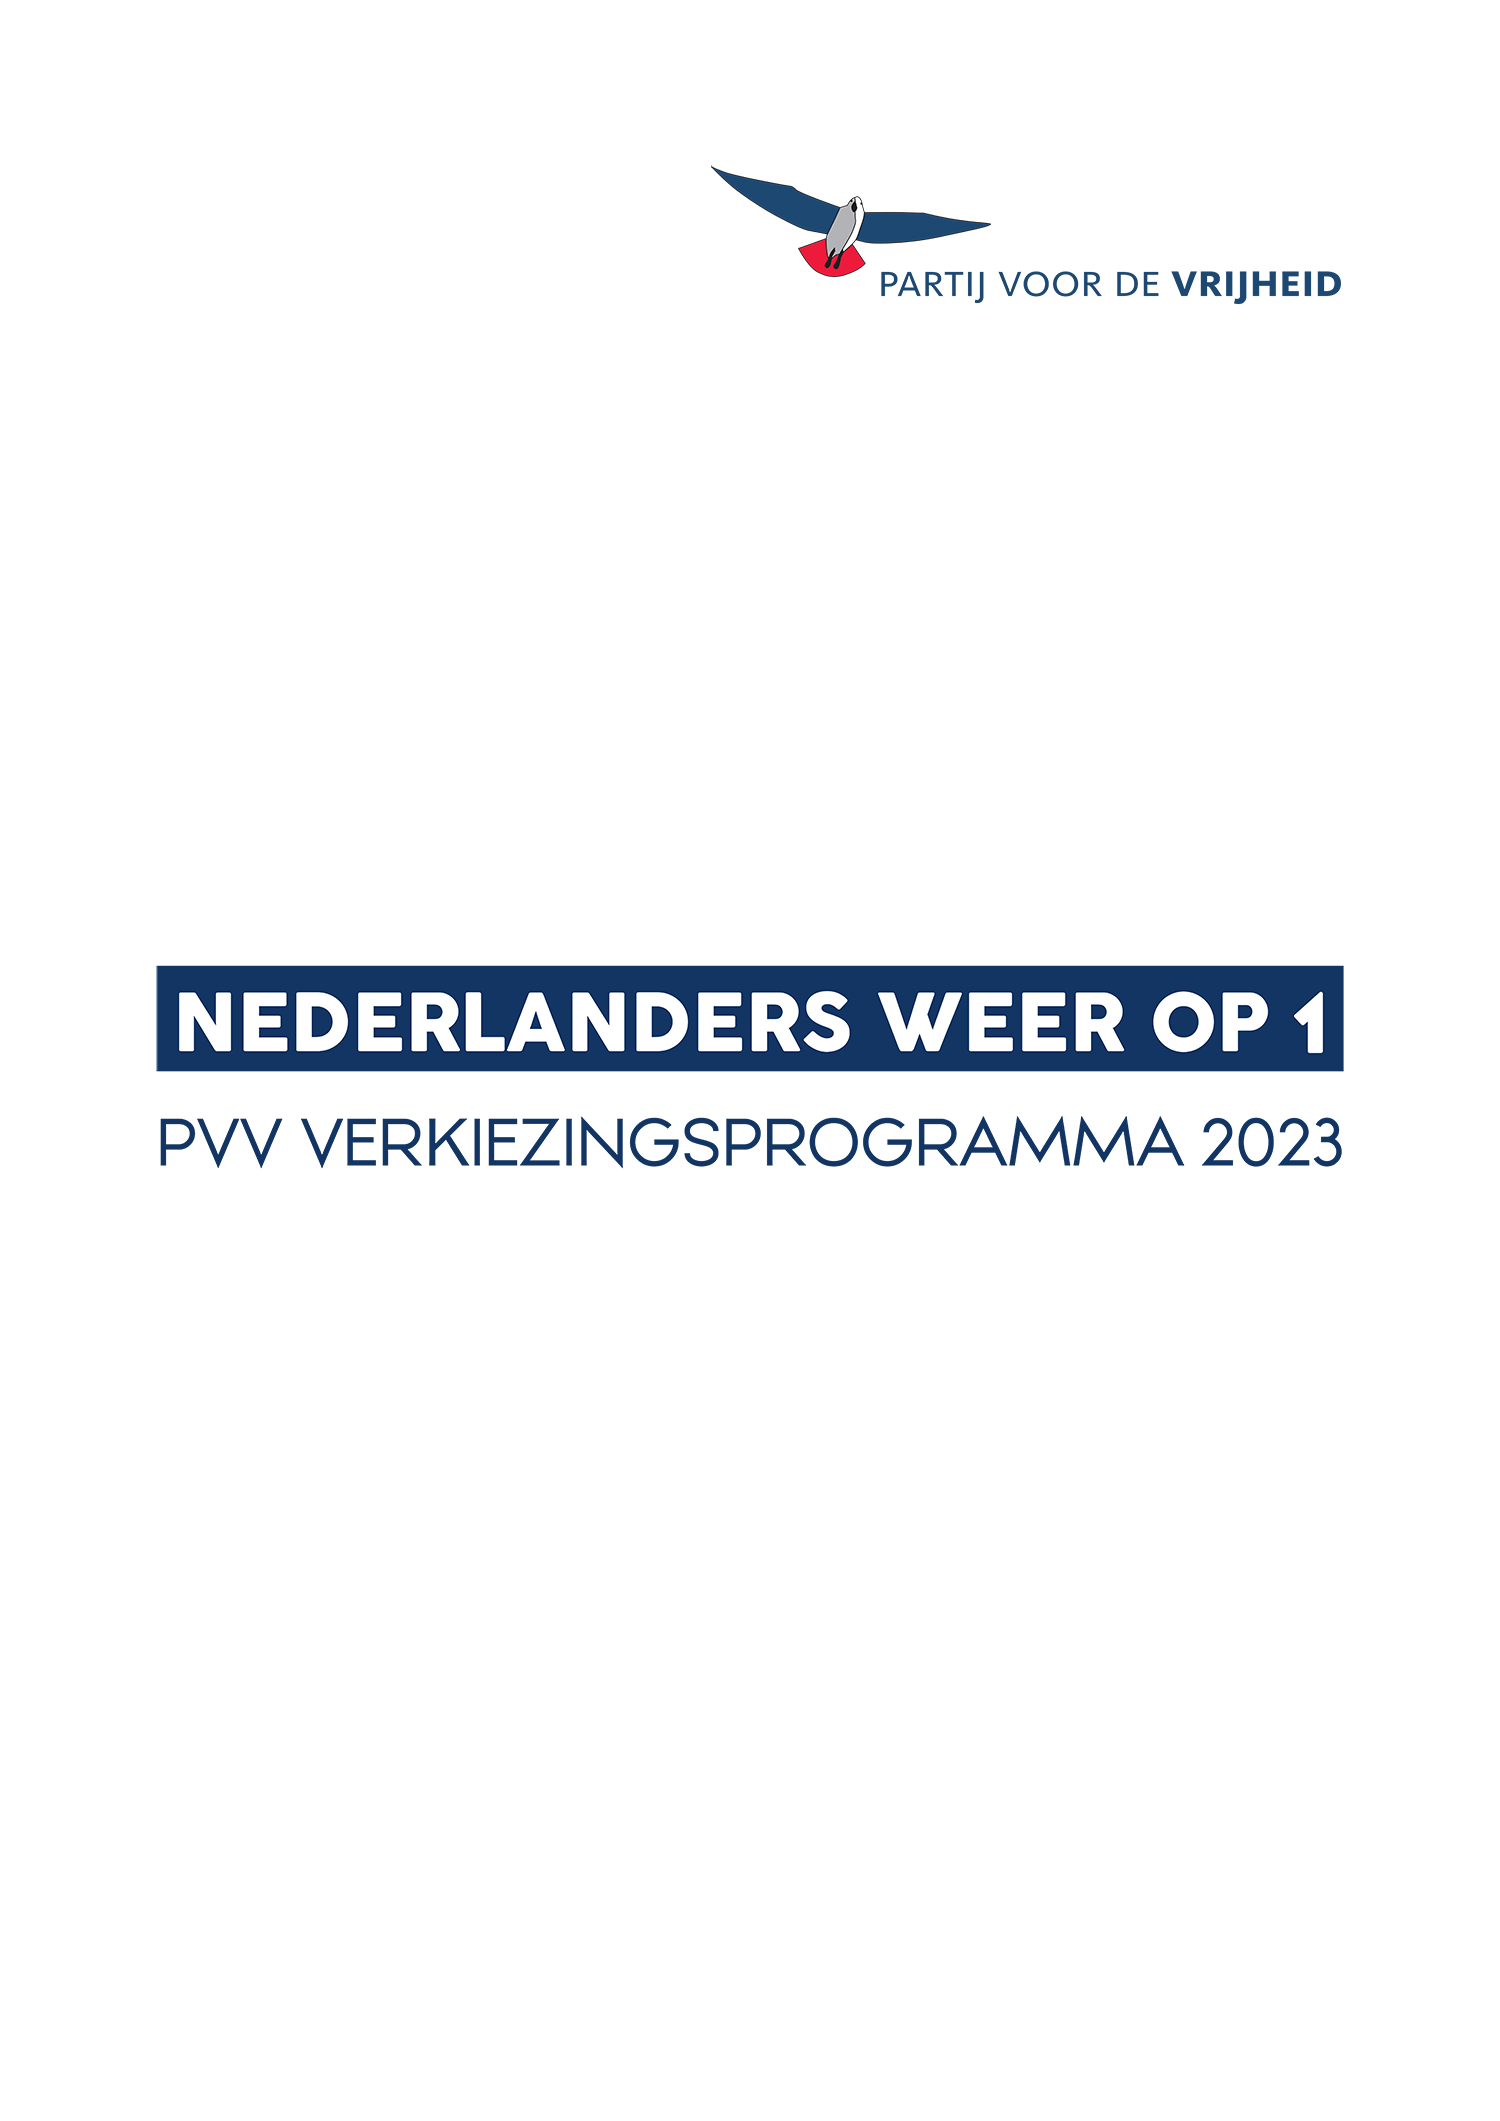 PARTIJ VOOR DE VRIJHEID
NEDERLANDERS WEER OP 1
PVV VERKIEZINGSPROGRAMMA 2023